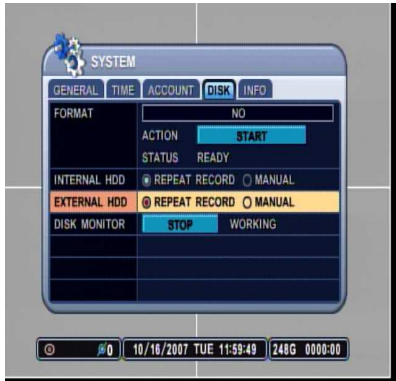 SYSTEM
GENERAL TIME ACCOUNT DISK INFO
FORMAT NO
ACTION START
STATUS READY
INTERNAL HDD REPEAT RECORD MANUAL
EXTERNAL HDD REPEAT RECORD MANUAL
DISK MONITOR STOP WORKING
0 10/16/2007 TUE 11:59:49 248G 0000:00